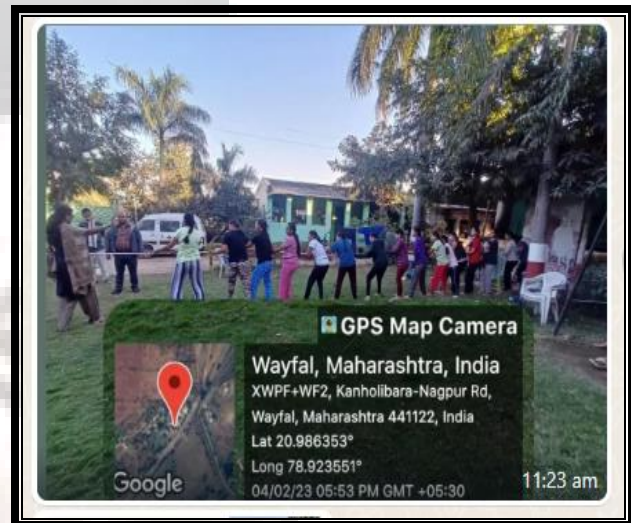 GPS Map Camera
Wayfal, Maharashtra, India
XWPF+WF2, Kanholibara-Nagpur Rd,
Wayfal, Maharashtra 441122, India
Lat 20.986353°
Long 78.923551°
04/02/23 05:53 PM GMT +05:30
Google
11:23 am